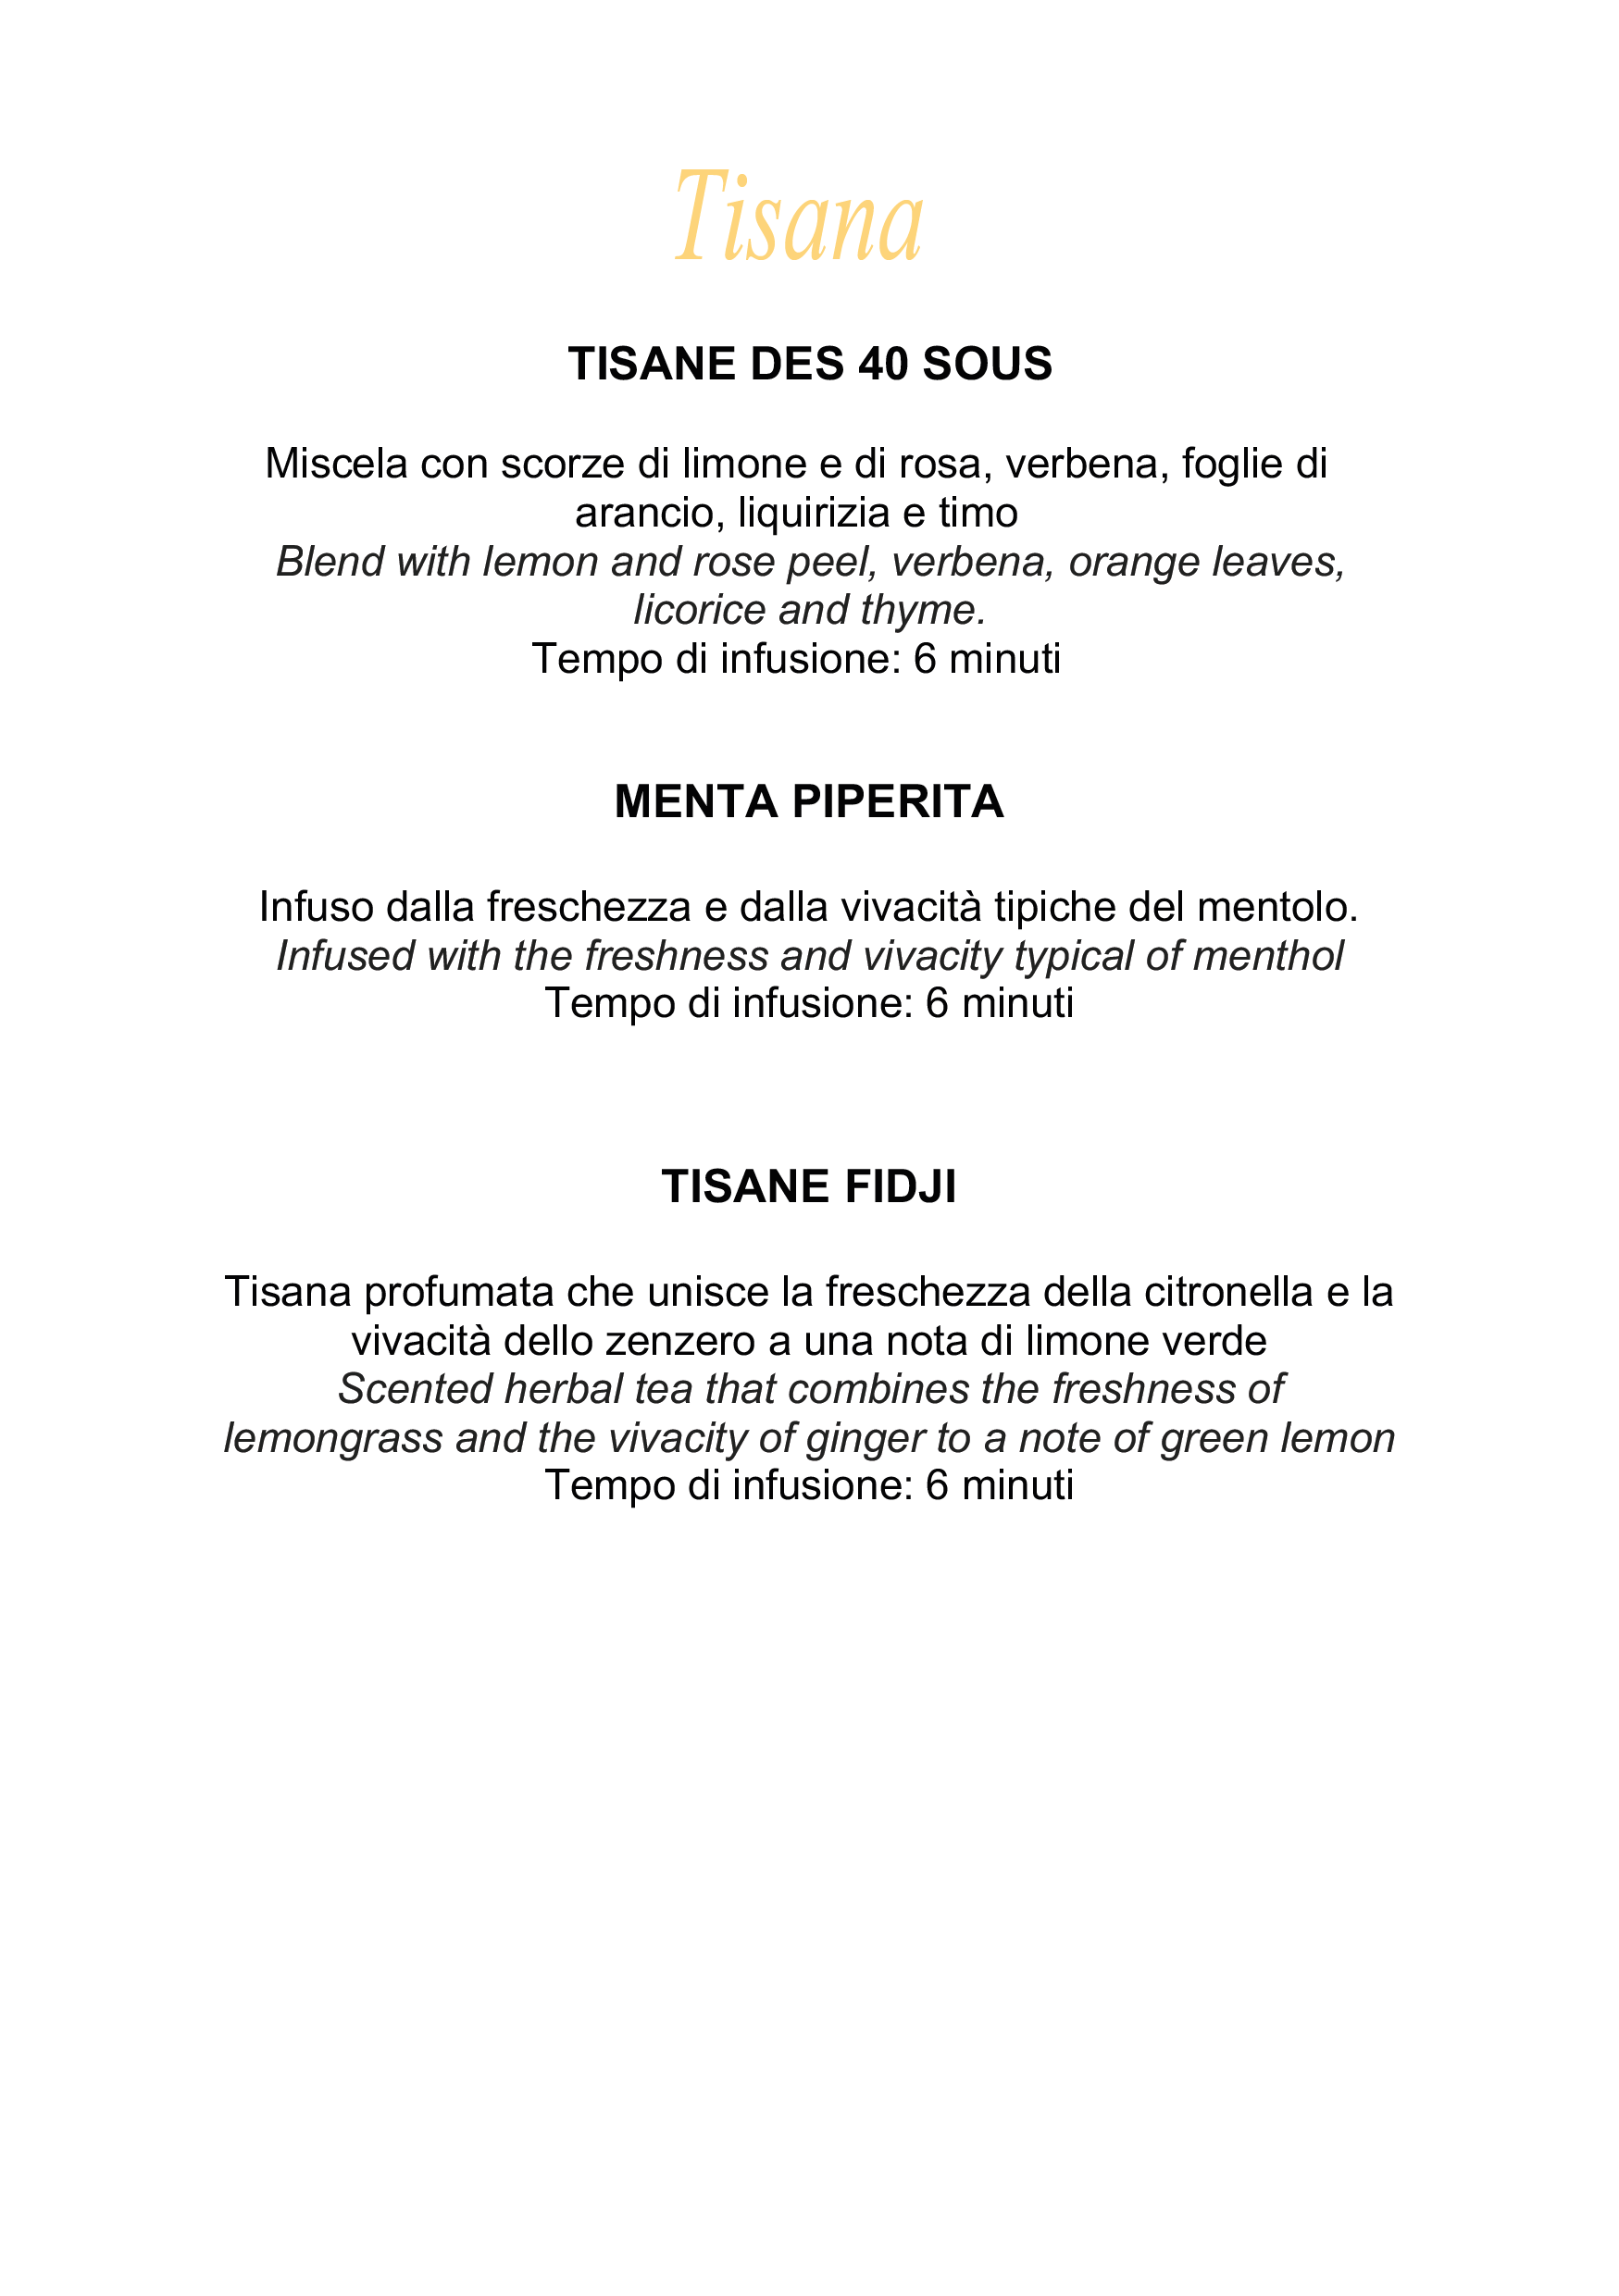 Tisana
TISANE DES 40 SOUS
Miscela con scorze di limone e di rosa, verbena, foglie di
arancio, liquirizia e timo
Blend with lemon and rose peel, verbena, orange leaves,
licorice and thyme.
Tempo di infusione: 6 minuti
MENTA PIPERITA
Infuso dalla freschezza e dalla vivacità tipiche del mentolo.
Infused with the freshness and vivacity typical of menthol
Tempo di infusione: 6 minuti
TISANE FIDJI
Tisana profumata che unisce la freschezza della citronella e la
vivacità dello zenzero a una nota di limone verde
Scented herbal tea that combines the freshness of
lemongrass and the vivacity of ginger to a note of green lemon
Tempo di infusione: 6 minuti